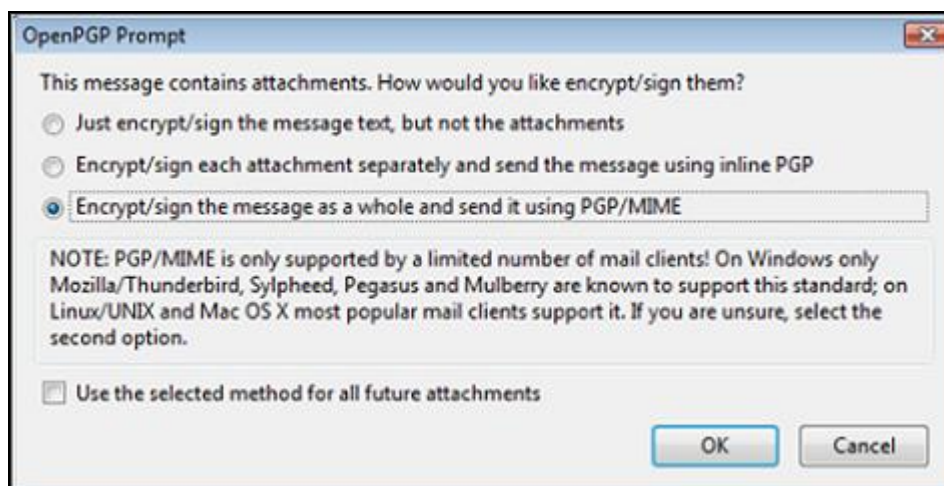 OpenPGP Prompt
This message contains attachments. How would you like encrypt/sign them?
Just encrypt/sign the message text, but not the attachments
Encrypt/sign each attachment separately and send the message using inline PGP
Encrypt/sign the message as a whole and send it using PGP/MIME
NOTE: PGP/MIME is only supported by a limited number of mail clients! On Windows only
Mozilla/Thunderbird, Sylpheed, Pegasus and Mulberry are known to support this standard; on
Linux/UNIX and Mac OS X most popular mail clients support it. If you are unsure, select the
second option.
Use the selected method for all future attachments
OK
Cancel